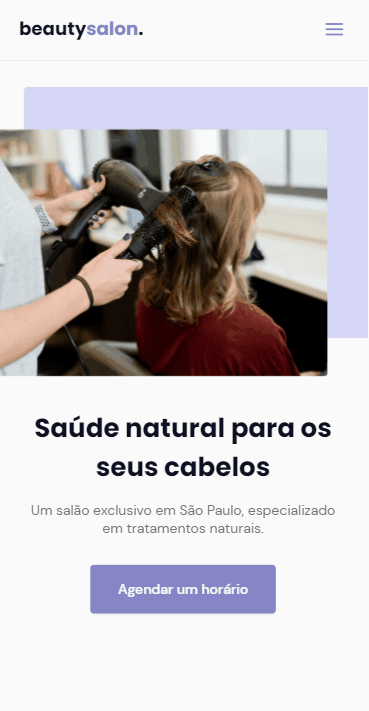 beautysalon.
Saúde natural para os
seus cabelos
Um salão exclusivo em São Paulo, especializado
em tratamentos naturais.
Agendar um horário